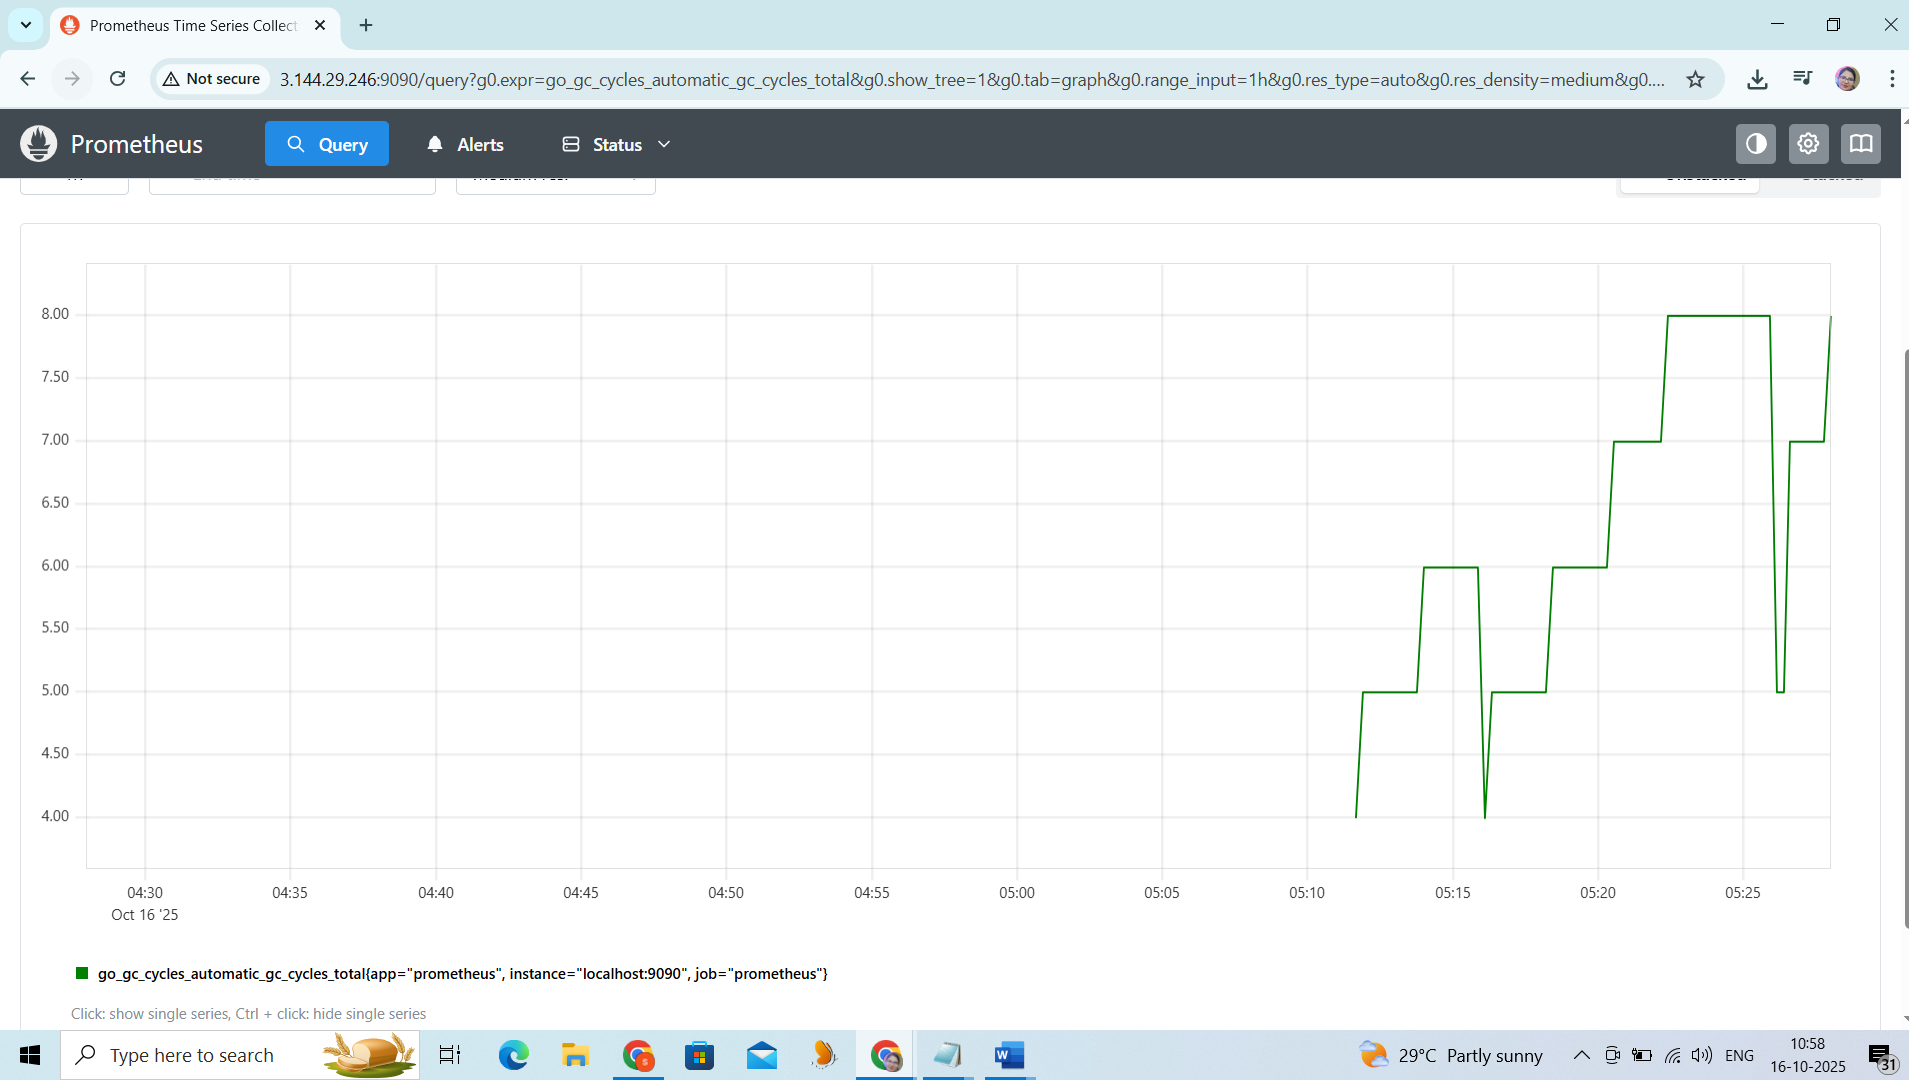 Prometheus Time Series Collect
Not secure
3.144.29.246:9090/query?g0.expr=go_gc_cycles_automatic_gc_cycles_total&g0.show_tree=1&g0.tab=graph&g0.range_input=1h&g0.res_type=auto&g0.res_density=medium&g0....
Prometheus
Query
Alerts
Status
8.00
7.50
7.00
6.50
6.00
5.50
5.00
4.50
4.00
04:30 04:35 04:40 04:45 04:50 04:55 05:00 05:05 05:10 05:15 05:20 05:25
Oct 16 '25
go_gc_cycles_automatic_gc_cycles_total{app="prometheus", instance="localhost:9090", job="prometheus"}
Click: show single series, Ctrl + click: hide single series
Type here to search
S
W
29°C Partly sunny
ENG
10:58
16-10-2025
31